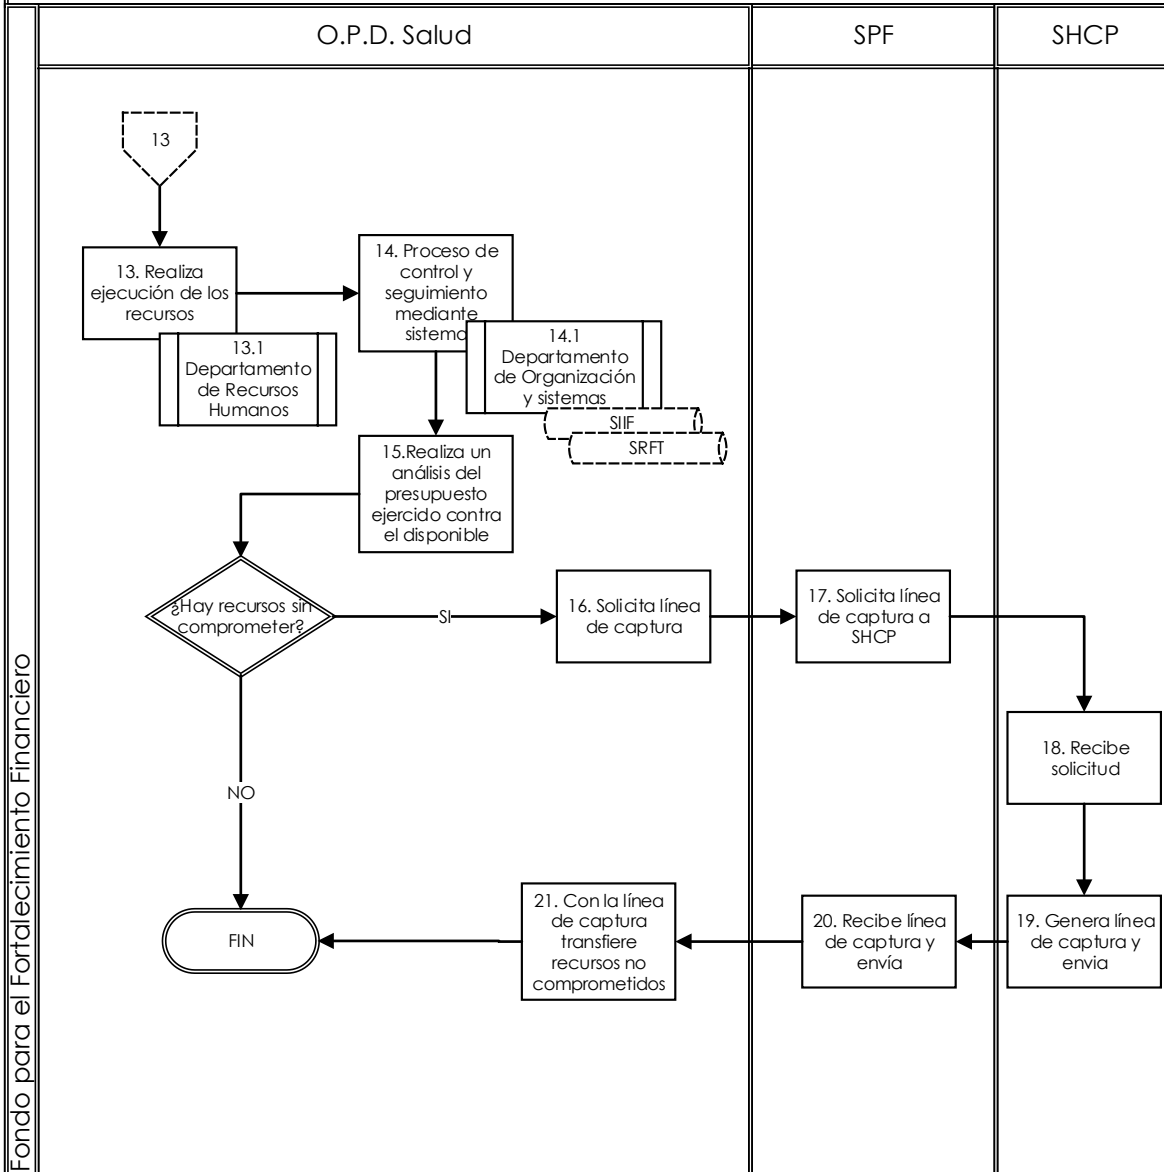 O.P.D. Salud
SPF
SHCP
Fondo para el Fortalecimiento Financiero
13
13. Realiza
ejecución de los
recursos
13.1
Departamento
de Recursos
Humanos
14. Proceso de
control y
seguimiento
mediante
sistema
14.1
Departamento
de Organización
y sistemas
SIIF
SRFT
15.Realiza un
análisis del
presupuesto
ejercido contra
el disponible
¿Hay recursos sin
comprometer?
SI
16. Solicita línea
de captura
17. Solicita línea
de captura a
SHCP
18. Recibe
solicitud
NO
19. Genera línea
de captura y
envia
20. Recibe línea
de captura y
envía
21. Con la línea
de captura
transfiere
recursos no
comprometidos
FIN